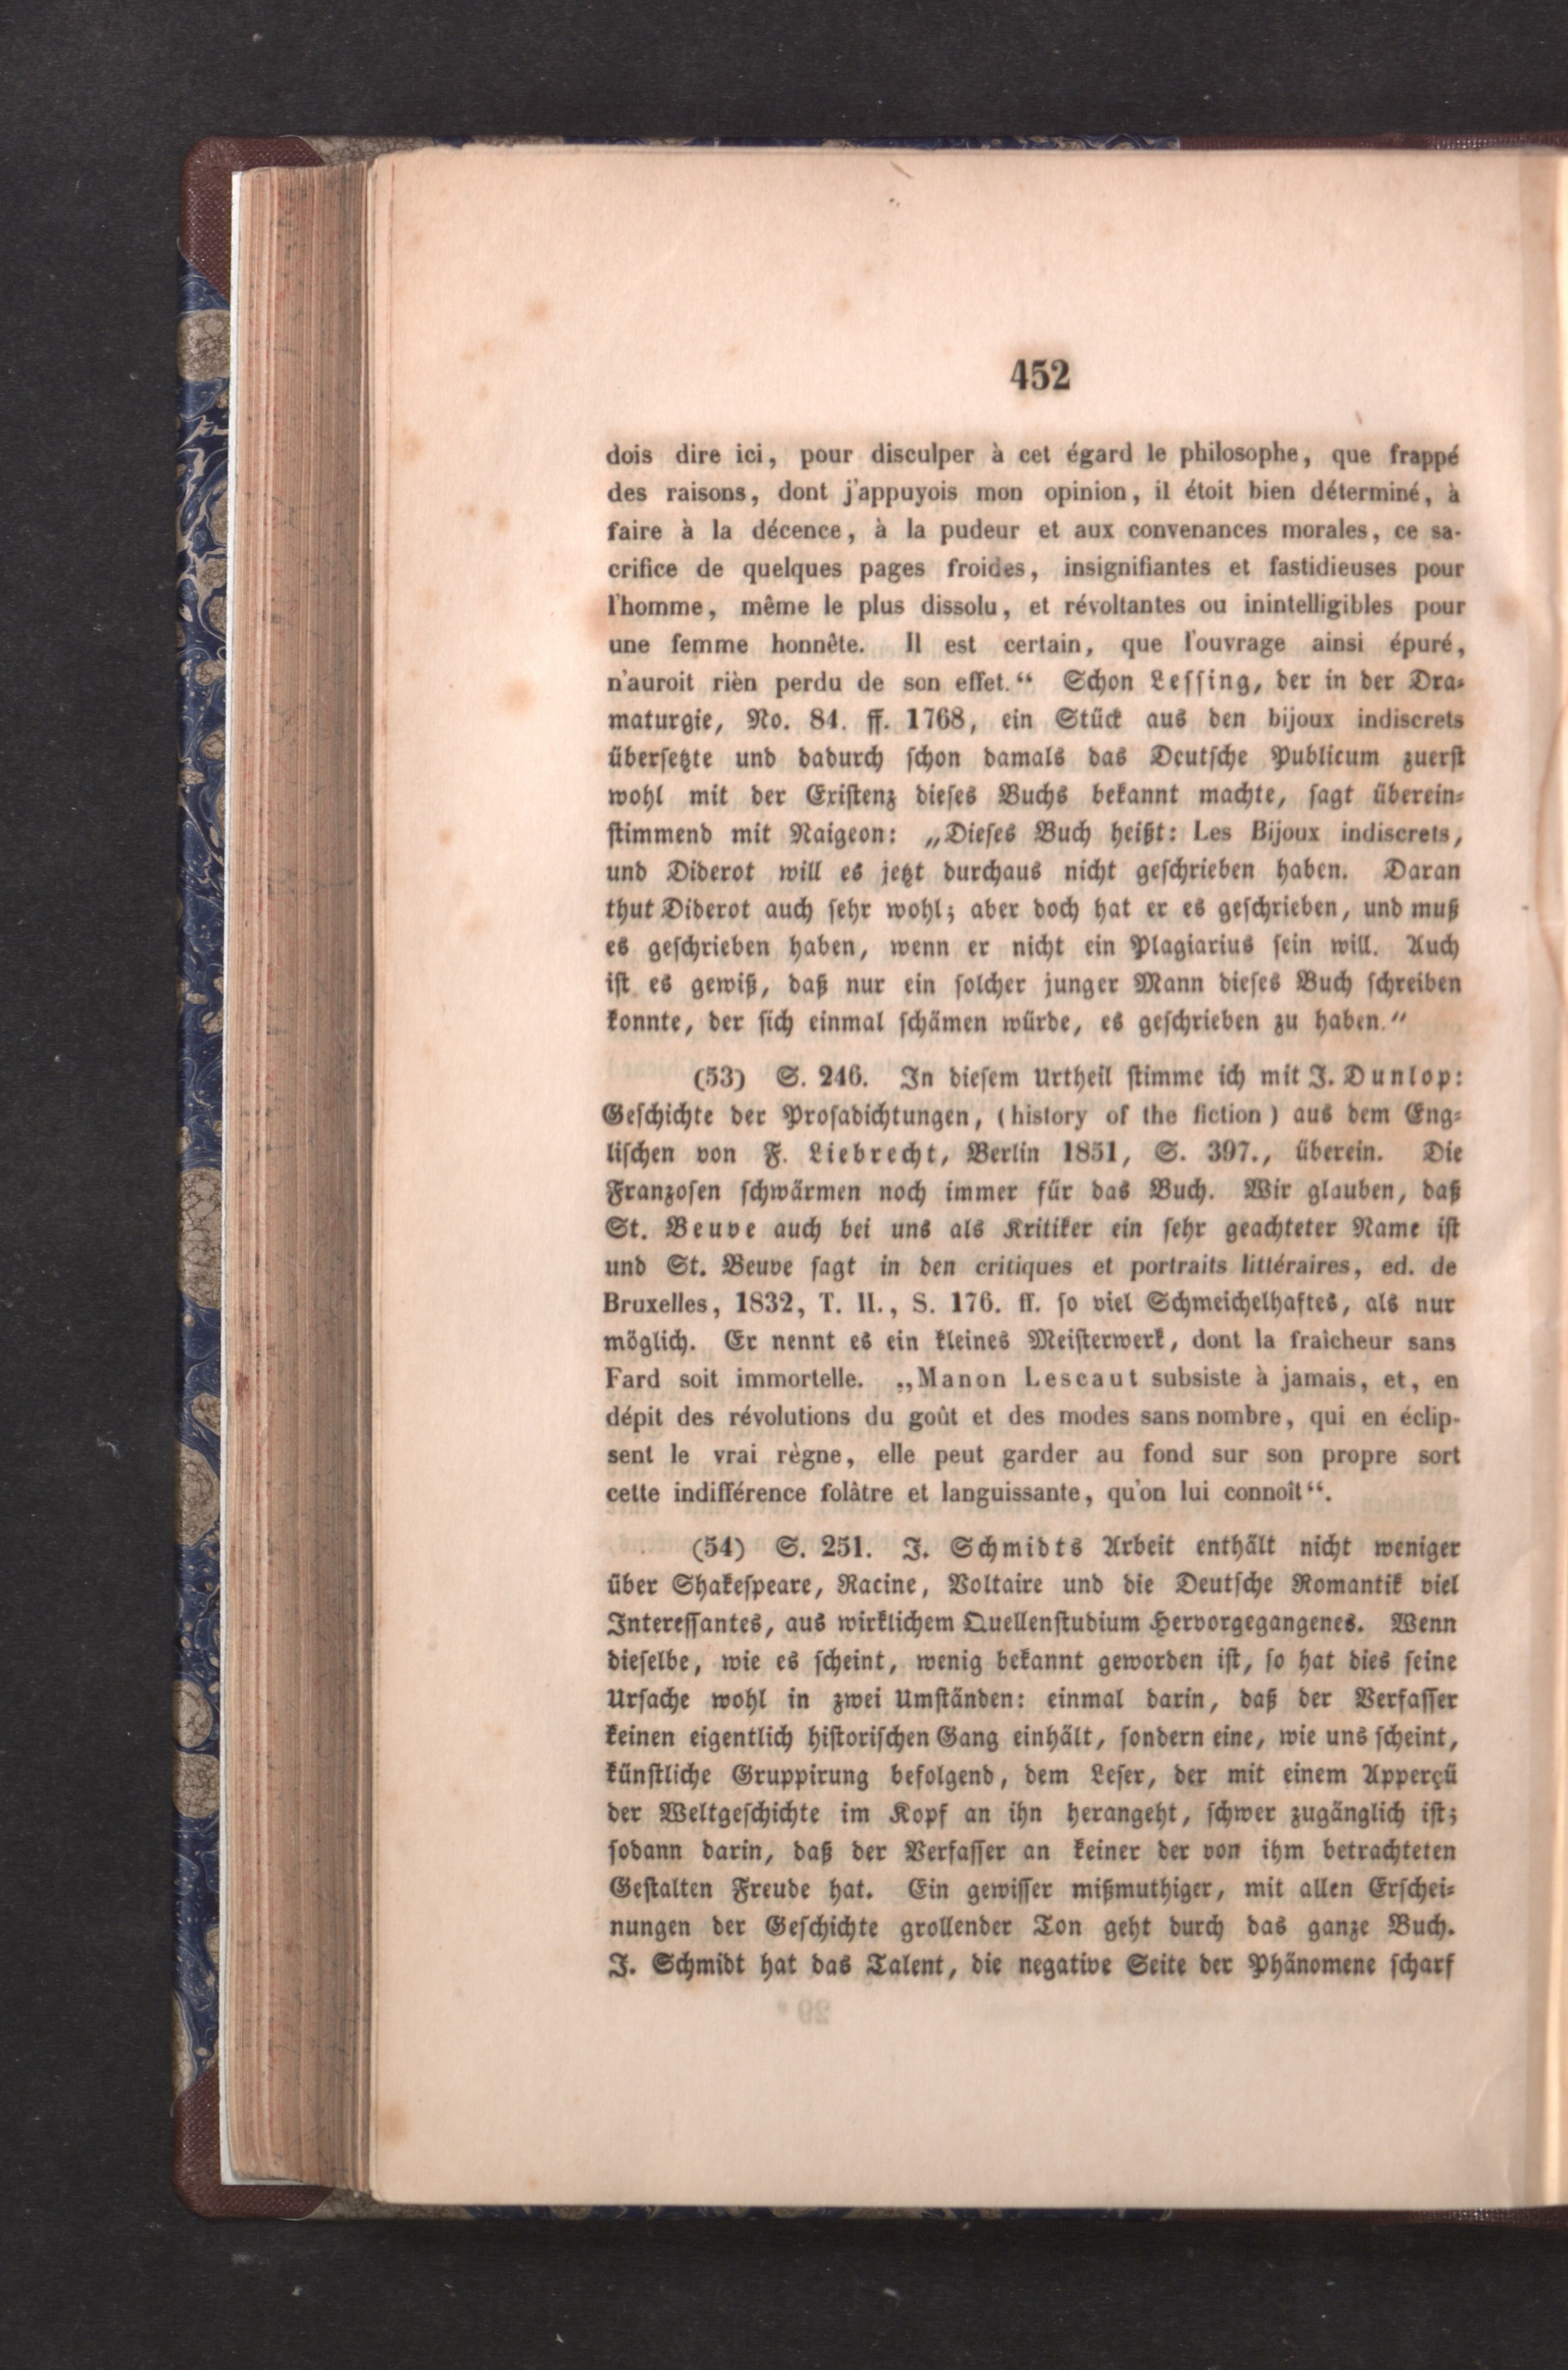 452
dois dire ici, pour disculper à cet égard le philosophe, que frappé
des raisons, dont j'appuyois mon opinion, il étoit bien déterminé, à
faire à la décence, à la pudeur et aux convenances morales, ce sa-
crifice de quelques pages froides, insignifiantes et fastidieuses pour
l'homme, même le plus dissolu, et révoltantes ou inintelligibles pour
une femme honnête. Il est certain, que l'ouvrage ainsi épuré,
n'auroit rièn perdu de son effet.“ Schon Lessing, der in der Dra-
maturgie, No. 84. ff. 1768, ein Stück aus den bijoux indiscrets
übersetzte und dadurch schon damals das Deutsche Publicum zuerst
wohl mit der Existenz dieses Buchs bekannt machte, sagt überein-
stimmend mit Naigeon: „Dieses Buch heißt: Les Bijoux indiscrets,
und Diderot will es jetzt durchaus nicht geschrieben haben. Daran
thut Diderot auch sehr wohl; aber doch hat er es geschrieben, und muß
es geschrieben haben, wenn er nicht ein Plagiarius sein will. Auch
ist es gewiß, daß nur ein solcher junger Mann dieses Buch schreiben
konnte, der sich einmal schämen würde, es geschrieben zu haben.“
(53) S. 246. In diesem Urtheil stimme ich mit J. Dunlop:
Geschichte der Prosadichtungen, (history of the fiction) aus dem Eng-
lischen von F. Liebrecht, Berlin 1851, S. 397., überein. Die
Franzosen schwärmen noch immer für das Buch. Wir glauben, daß
St. Beuve auch bei uns als Kritiker ein sehr geachteter Name ist
und St. Beuve sagt in den critiques et portraits littéraires, ed. de
Bruxelles, 1832, T. II., S. 176. ff. so viel Schmeichelhaftes, als nur
möglich. Er nennt es ein kleines Meisterwerk, dont la fraîcheur sans
Fard soit immortelle. „Manon Lescaut subsiste à jamais, et, en
dépit des révolutions du goût et des modes sans nombre, qui en éclip-
sent le vrai règne, elle peut garder au fond sur son propre sort
cette indifférence folâtre et languissante, qu'on lui connoît“.
(54) S. 251. J. Schmidts Arbeit enthält nicht weniger
über Shakespeare, Racine, Voltaire und die Deutsche Romantik viel
Interessantes, aus wirklichem Quellenstudium Hervorgegangenes. Wenn
dieselbe, wie es scheint, wenig bekannt geworden ist, so hat dies seine
Ursache wohl in zwei Umständen: einmal darin, daß der Verfasser
keinen eigentlich historischen Gang einhält, sondern eine, wie uns scheint,
künstliche Gruppirung befolgend, dem Leser, der mit einem Apperçü
der Weltgeschichte im Kopf an ihn herangeht, schwer zugänglich ist;
sodann darin, daß der Verfasser an keiner der von ihm betrachteten
Gestalten Freude hat. Ein gewisser mißmuthiger, mit allen Erschei-
nungen der Geschichte grollender Ton geht durch das ganze Buch.
J. Schmidt hat das Talent, die negative Seite der Phänomene scharf